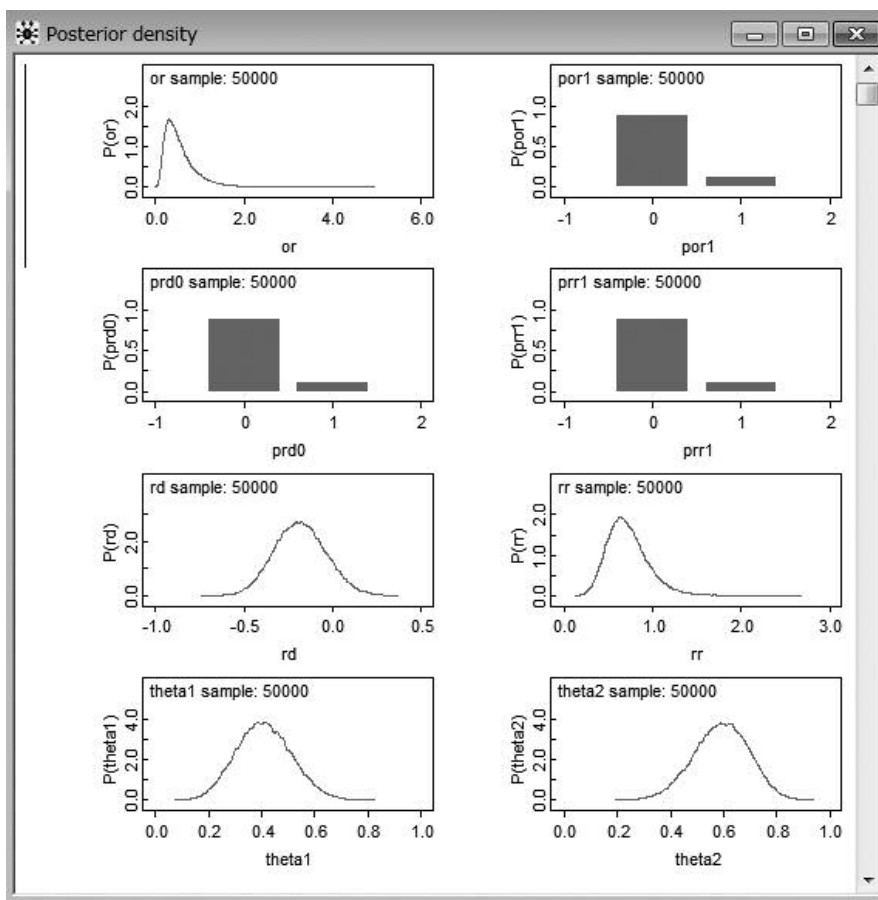 Posterior density
or sample: 50000
P(or)
0.0 1.0 2.0
0.0 2.0 4.0 6.0
or
por1 sample: 50000
P(por1)
0.0 0.5 1.0
-1 0 1 2
por1
prd0 sample: 50000
P(prd0)
0.0 0.5 1.0
-1 0 1 2
prd0
prr1 sample: 50000
P(prr1)
0.0 0.5 1.0
-1 0 1 2
prr1
rd sample: 50000
P(rd)
0.0 2.0
-1.0 -0.5 0.0 0.5
rd
rr sample: 50000
P(rr)
0.0 1.0 2.0
0.0 1.0 2.0 3.0
rr
theta1 sample: 50000
P(theta1)
0.0 2.0 4.0
0.0 0.2 0.4 0.6 0.8 1.0
theta1
theta2 sample: 50000
P(theta2)
0.0 2.0 4.0
0.0 0.2 0.4 0.6 0.8 1.0
theta2